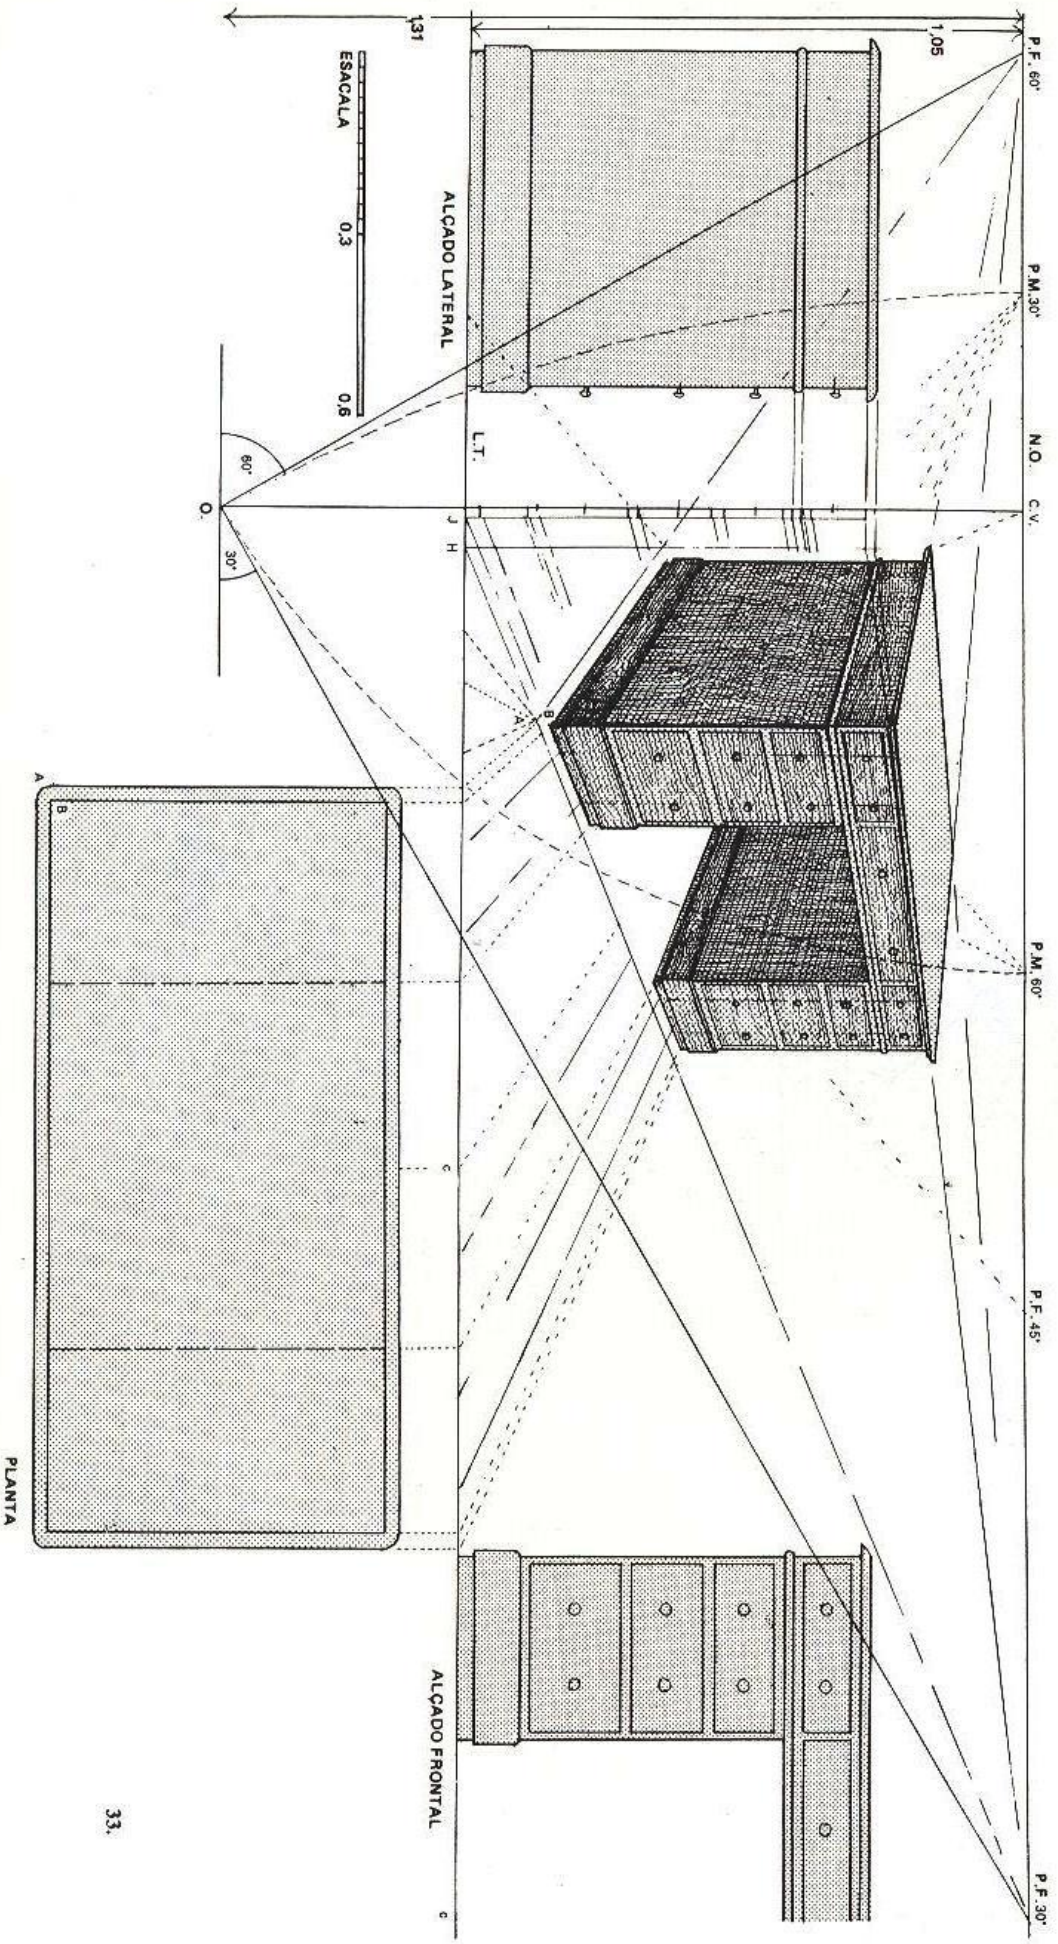 P.F. 60°
P.M. 30°
N.O.
C.V.
P.M. 60°
P.F. 45°
P.F. 30°
1,05
1,31
ESACALA
0,3
0,6
ALÇADO LATERAL
L.T.
J
H
A
B
60°
O.
30°
A
B
C
PLANTA
ALÇADO FRONTAL
C
33.